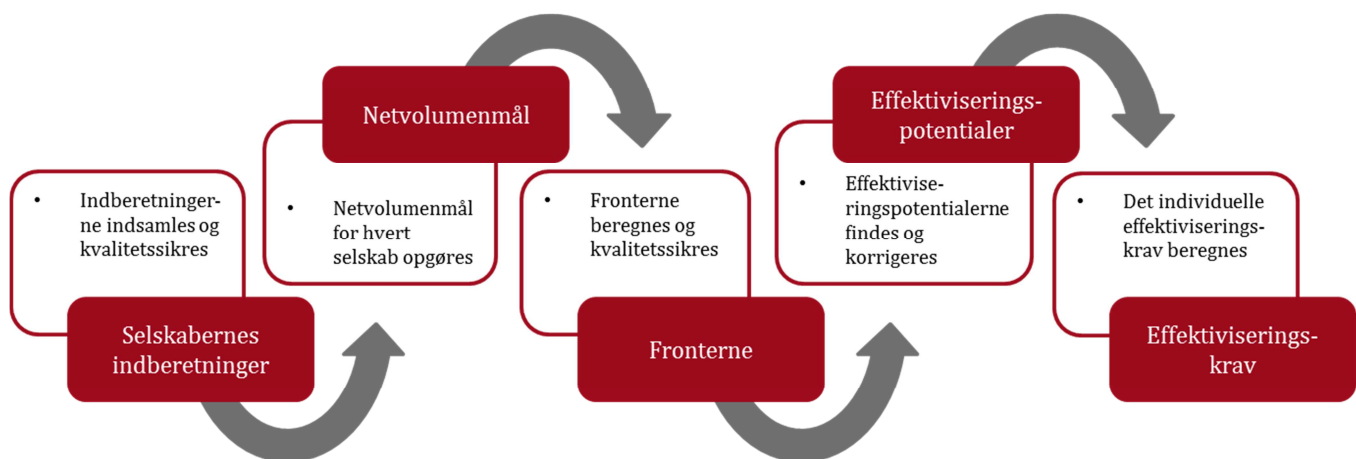 • Indberetninger-
ne indsamles og
kvalitetssikres
Selskabernes
indberetninger
Netvolumenmål
• Netvolumenmål
for hvert
selskab opgøres
• Fronterne
beregnes og
kvalitetssikres
Fronterne
Effektiviserings-
potentialer
• Effektivise-
ringspotentialerne
findes og
korrigeres
• Det individuelle
effektiviserings-
krav beregnes
Effektiviserings-
krav